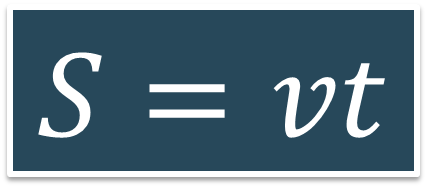 S = vt